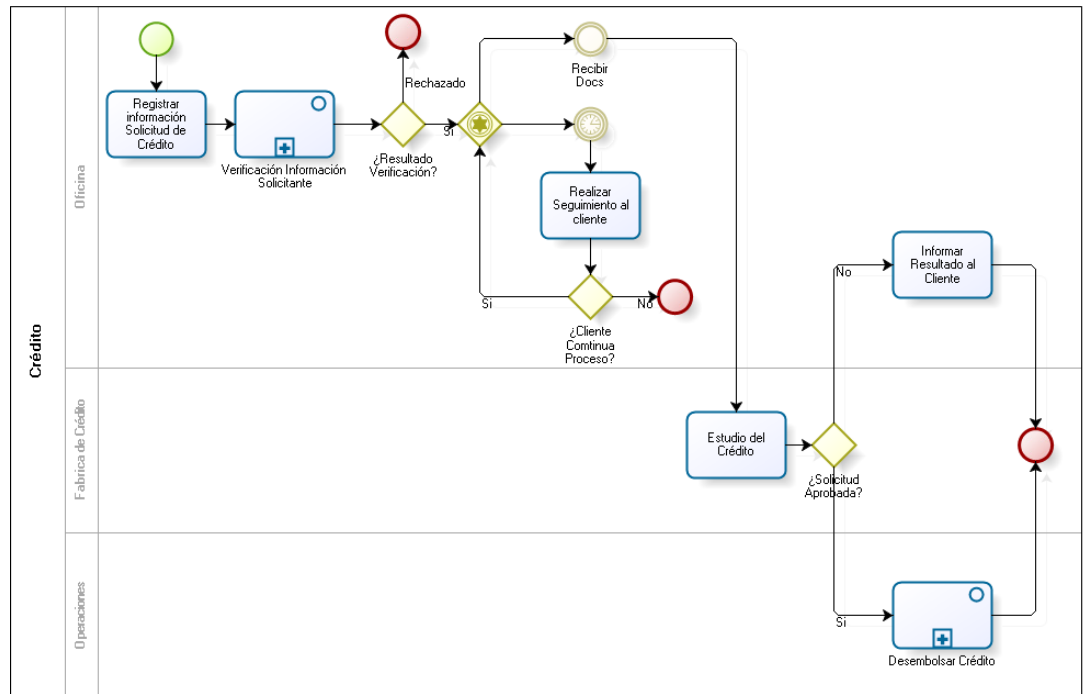 Crédito
Oficina
Registrar
información
Solicitud de
Crédito
Verificación Información
Solicitante
¿Resultado
Verificación?
Rechazado
Si
Recibir
Docs
Realizar
Seguimiento al
cliente
¿Cliente
Comtinua
Proceso?
Si
No
Informar
Resultado al
Cliente
Fabrica de Crédito
Estudio del
Crédito
¿Solicitud
Aprobada?
No
Si
Operaciones
Desembolsar Crédito